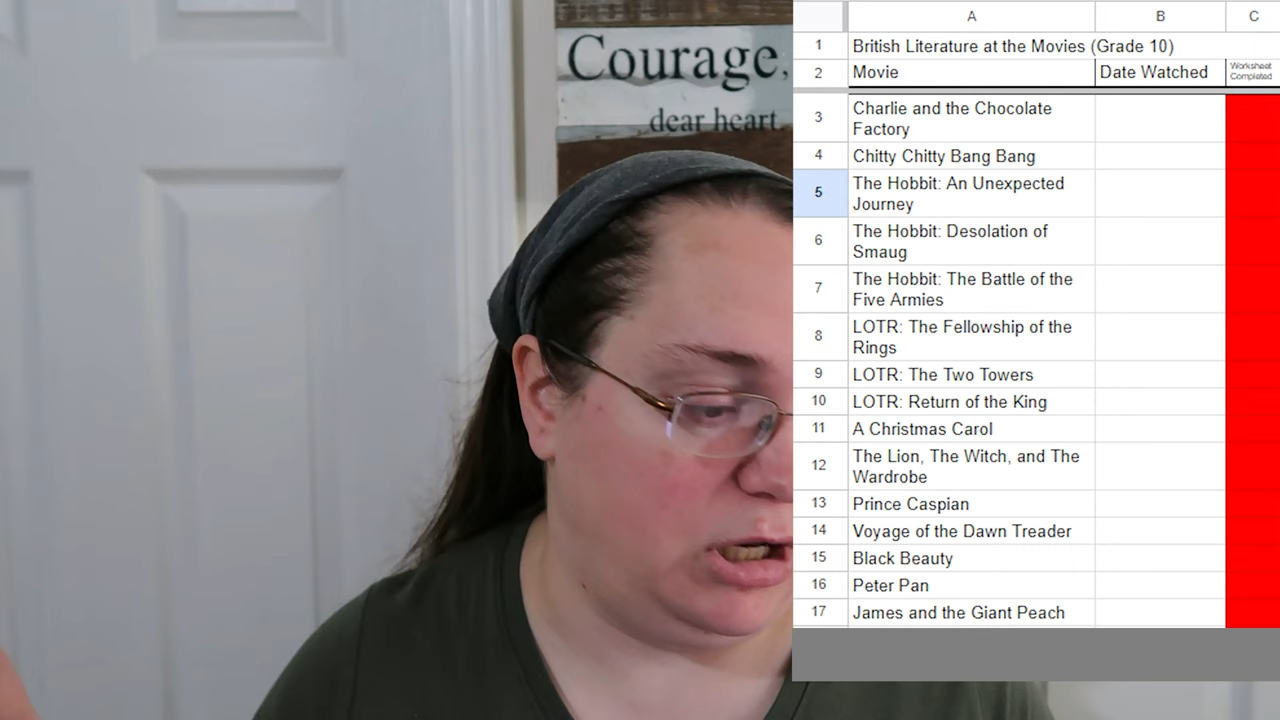 Courage,
dear heart.
A B C
1 British Literature at the Movies (Grade 10)
2 Movie Date Watched Worksheet
Completed
3 Charlie and the Chocolate
Factory
4 Chitty Chitty Bang Bang
5 The Hobbit: An Unexpected
Journey
6 The Hobbit: Desolation of
Smaug
7 The Hobbit: The Battle of the
Five Armies
8 LOTR: The Fellowship of the
Rings
9 LOTR: The Two Towers
10 LOTR: Return of the King
11 A Christmas Carol
12 The Lion, The Witch, and The
Wardrobe
13 Prince Caspian
14 Voyage of the Dawn Treader
15 Black Beauty
16 Peter Pan
17 James and the Giant Peach